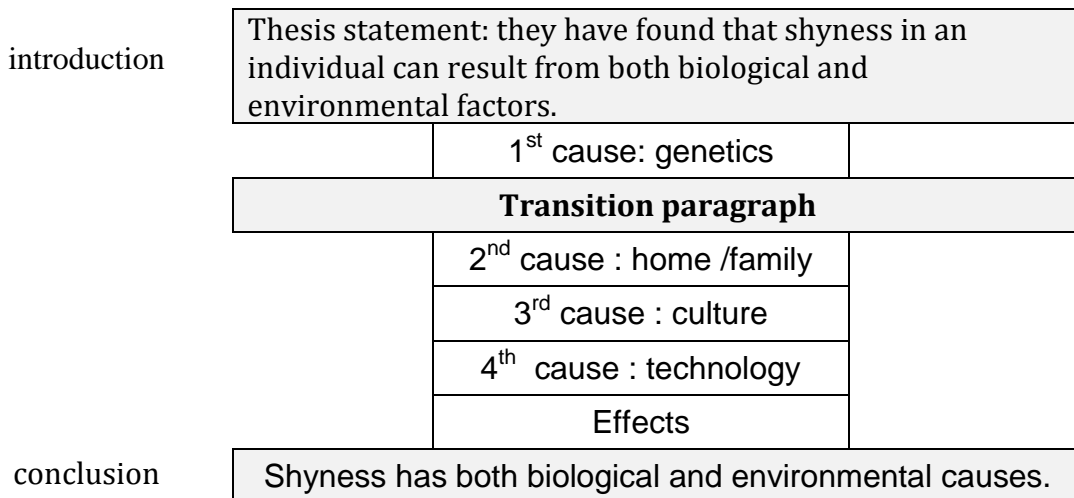 introduction
Thesis statement: they have found that shyness in an
individual can result from both biological and
environmental factors.
1st cause: genetics
Transition paragraph
2nd cause : home /family
3rd cause : culture
4th cause : technology
Effects
conclusion
Shyness has both biological and environmental causes.